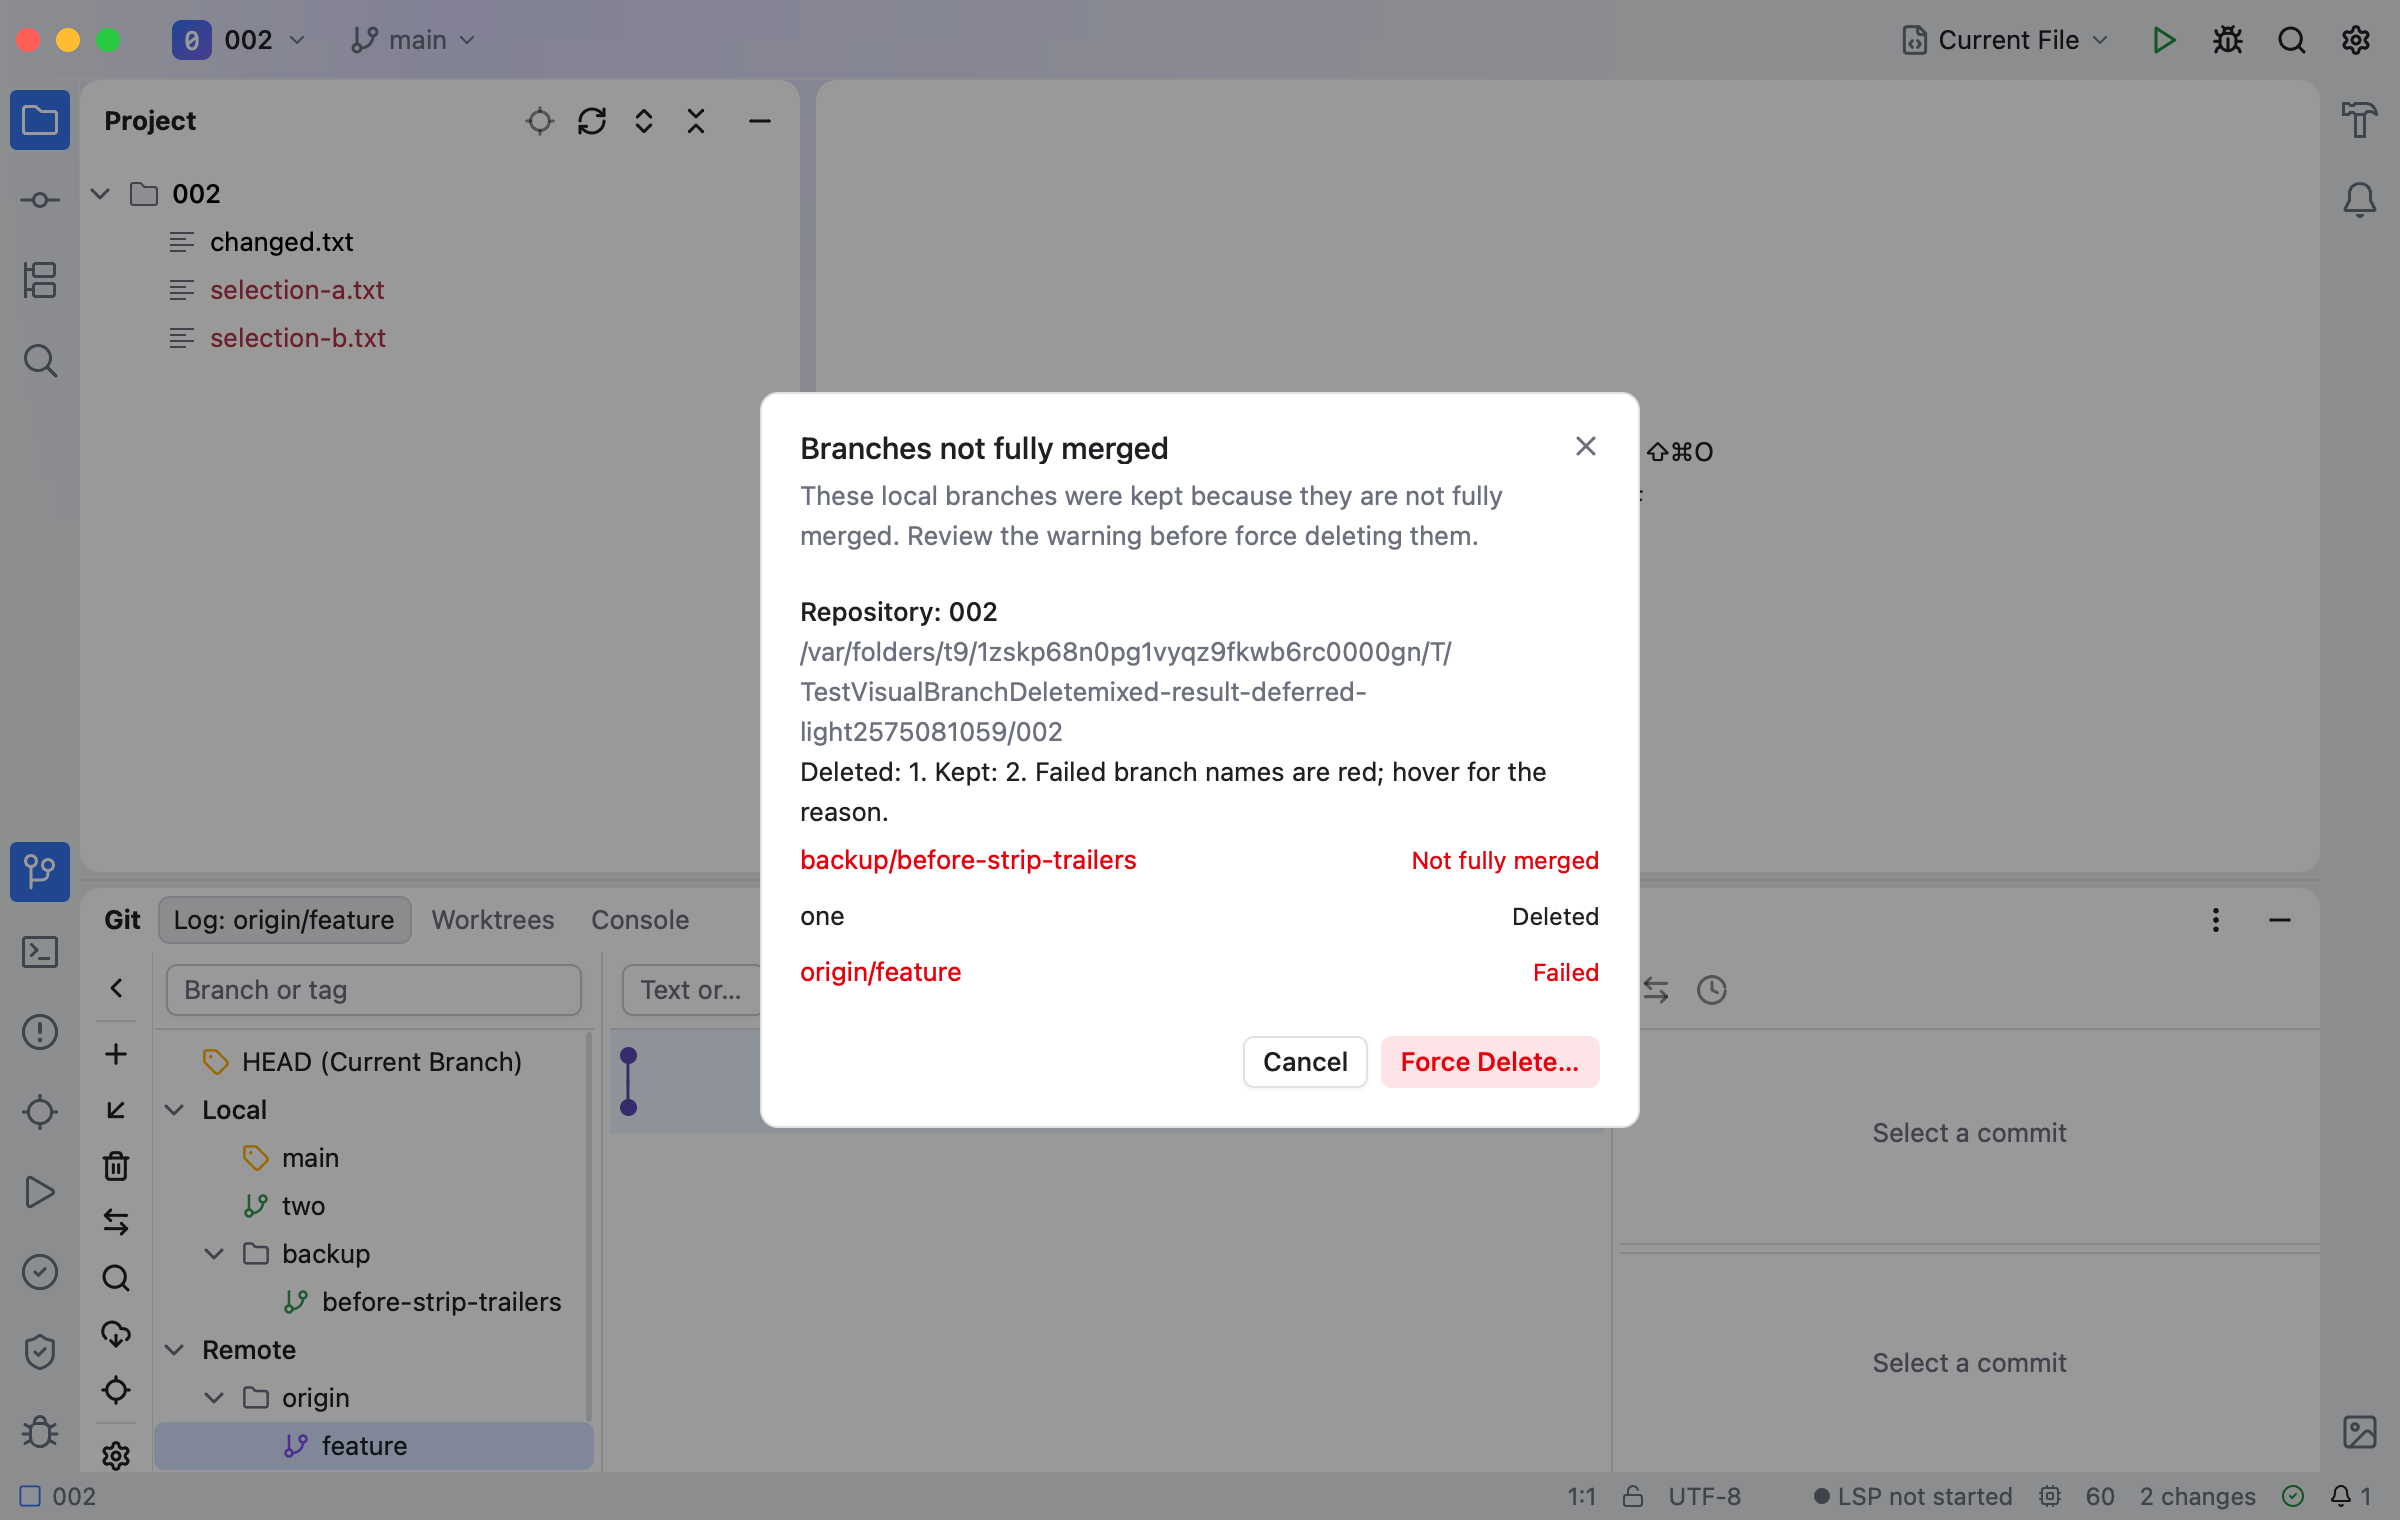 0 002 main Current File
Project
002
changed.txt
selection-a.txt
selection-b.txt
⇧⌘O
Branches not fully merged
These local branches were kept because they are not fully
merged. Review the warning before force deleting them.
Repository: 002
/var/folders/t9/1zskp68n0pg1vyqz9fkwb6rc0000gn/T/
TestVisualBranchDeletemixed-result-deferred-
light2575081059/002
Deleted: 1. Kept: 2. Failed branch names are red; hover for the
reason.
backup/before-strip-trailers Not fully merged
one Deleted
origin/feature Failed
Cancel Force Delete...
Git Log: origin/feature Worktrees Console
Branch or tag Text or...
HEAD (Current Branch)
Local
main
two
backup
before-strip-trailers
Remote
origin
feature
Select a commit
Select a commit
002 1:1 UTF-8 LSP not started 60 2 changes 1